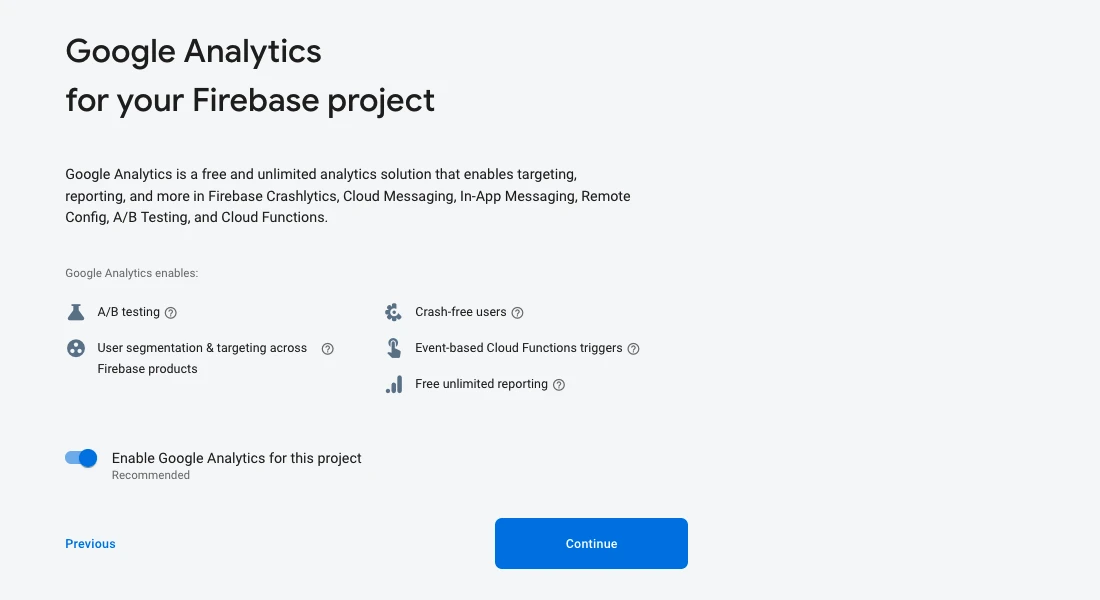 Google Analytics
for your Firebase project
Google Analytics is a free and unlimited analytics solution that enables targeting,
reporting, and more in Firebase Crashlytics, Cloud Messaging, In-App Messaging, Remote
Config, A/B Testing, and Cloud Functions.
Google Analytics enables:
A/B testing
User segmentation & targeting across
Firebase products
Crash-free users
Event-based Cloud Functions triggers
Free unlimited reporting
Enable Google Analytics for this project
Recommended
Previous
Continue